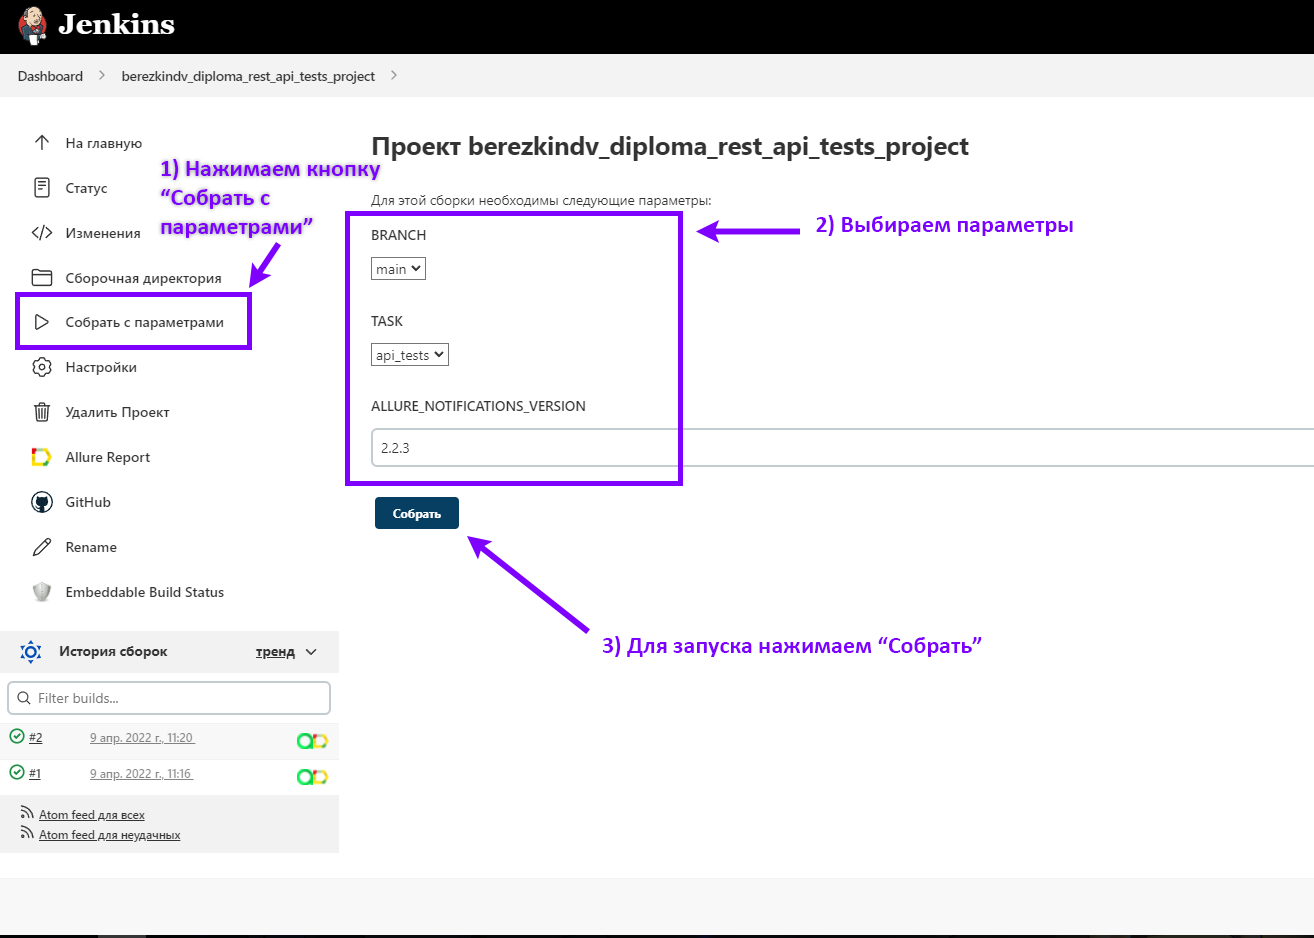 Jenkins
Dashboard
berezkindv_diploma_rest_api_tests_project
На главную
Статус
Изменения
Сборочная директория
Собрать с параметрами
Настройки
Удалить Проект
Allure Report
GitHub
Rename
Embeddable Build Status
1) Нажимаем кнопку
“Собрать с
параметрами”
История сборок
тренд
Filter builds...
#2
9 апр. 2022 г., 11:20
#1
9 апр. 2022 г., 11:16
Atom feed для всех
Atom feed для неудачных
Проект berezkindv_diploma_rest_api_tests_project
Для этой сборки необходимы следующие параметры:
BRANCH
main
TASK
api_tests
ALLURE_NOTIFICATIONS_VERSION
2.2.3
Собрать
2) Выбираем параметры
3) Для запуска нажимаем “Собрать”